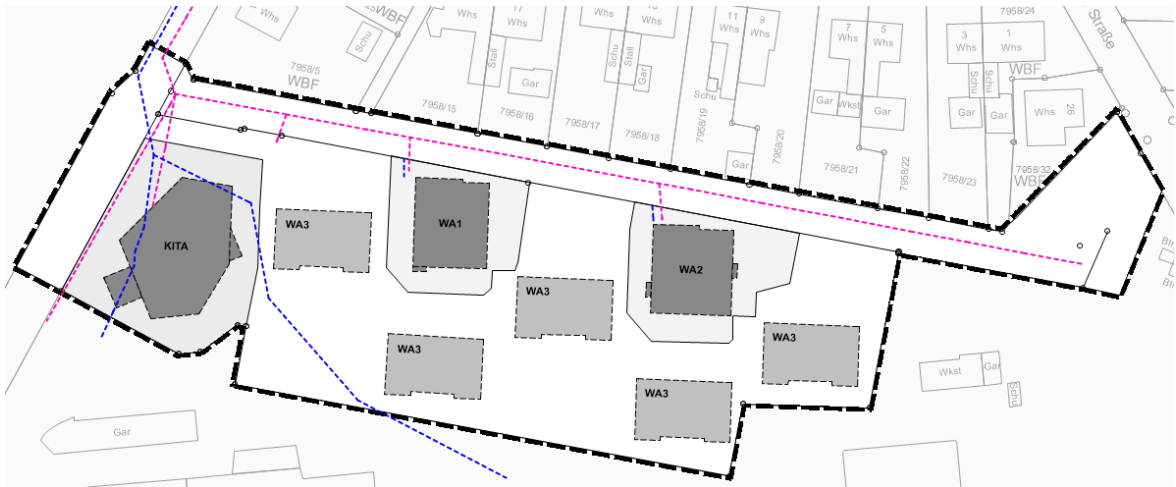 WBF
Whs
Schu
17
Whs
Stall
Gar
Whs
Schu
Stall
Gar
11
Whs
9
Whs
Schu
Gar
7
Whs
5
Whs
Gar
Wkst
Gar
7958/24
3
Whs
1
Whs
Schu
Schu
WBF
Gar
Gar
Whs
26
Straße
7958/5
WBF
7958/15
7958/16
7958/17
7958/18
7958/19
7958/20
7958/21
7958/22
7958/23
7958/32
WBF
KITA
WA3
WA1
WA2
WA3
WA3
WA3
WA3
Wkst
Gar
Schu
Gar